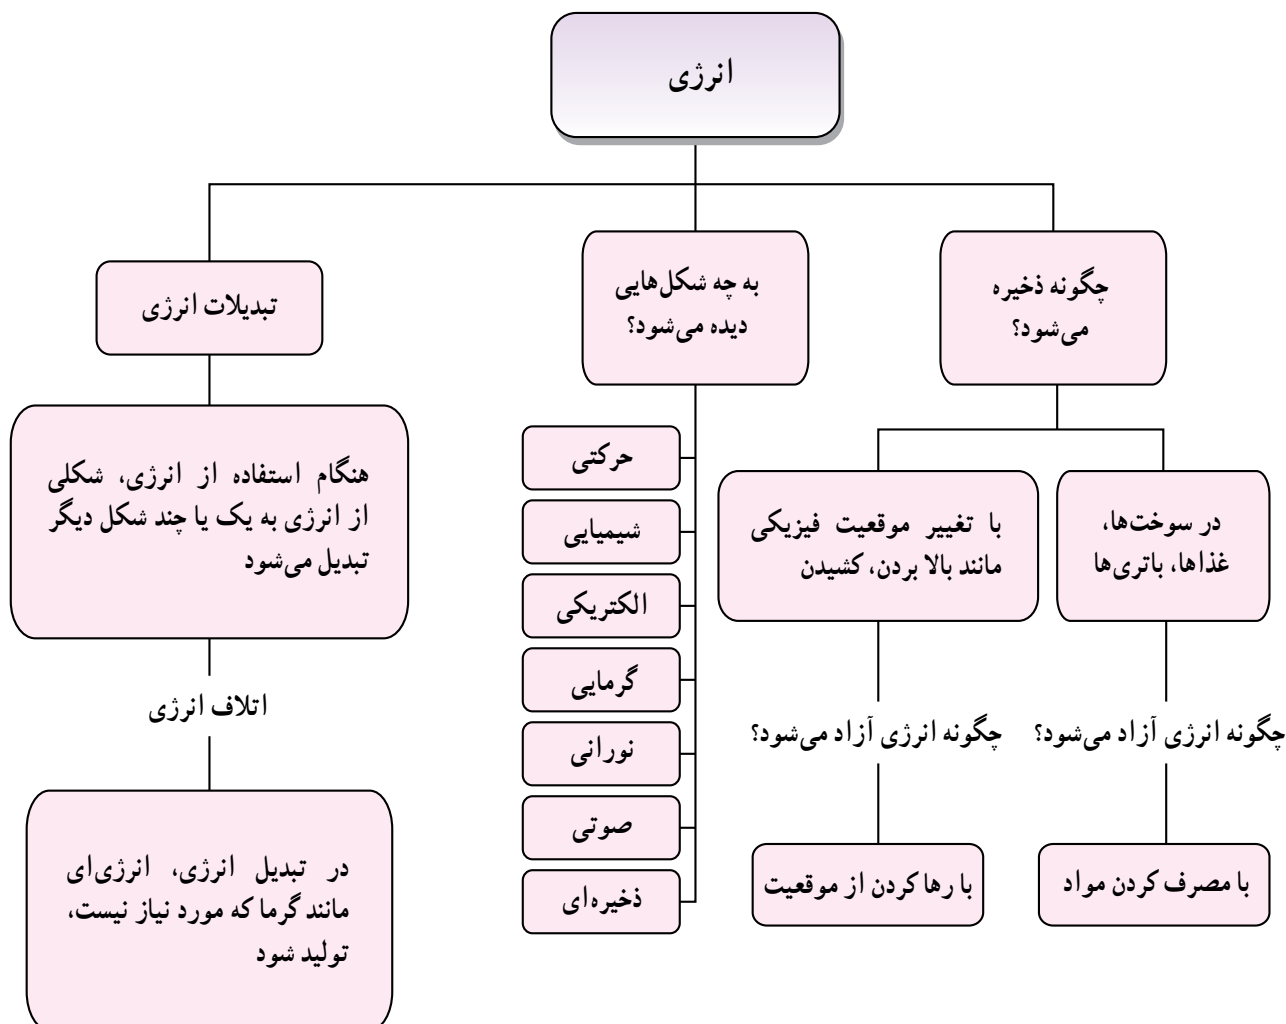 انرژی
چگونه ذخیره
می‌شود؟
در سوخت‌ها،
غذاها، باتری‌ها
چگونه انرژی آزاد می‌شود؟
با مصرف کردن مواد
با تغییر موقعیت فیزیکی
مانند بالا بردن، کشیدن
چگونه انرژی آزاد می‌شود؟
با رها کردن از موقعیت
به چه شکل‌هایی
دیده می‌شود؟
حرکتی
شیمیایی
الکتریکی
گرمایی
نورانی
صوتی
ذخیره‌ای
تبدیلات انرژی
هنگام استفاده از انرژی، شکلی
از انرژی به یک یا چند شکل دیگر
تبدیل می‌شود
اتلاف انرژی
در تبدیل انرژی، انرژی‌ای
مانند گرما که مورد نیاز نیست،
تولید شود